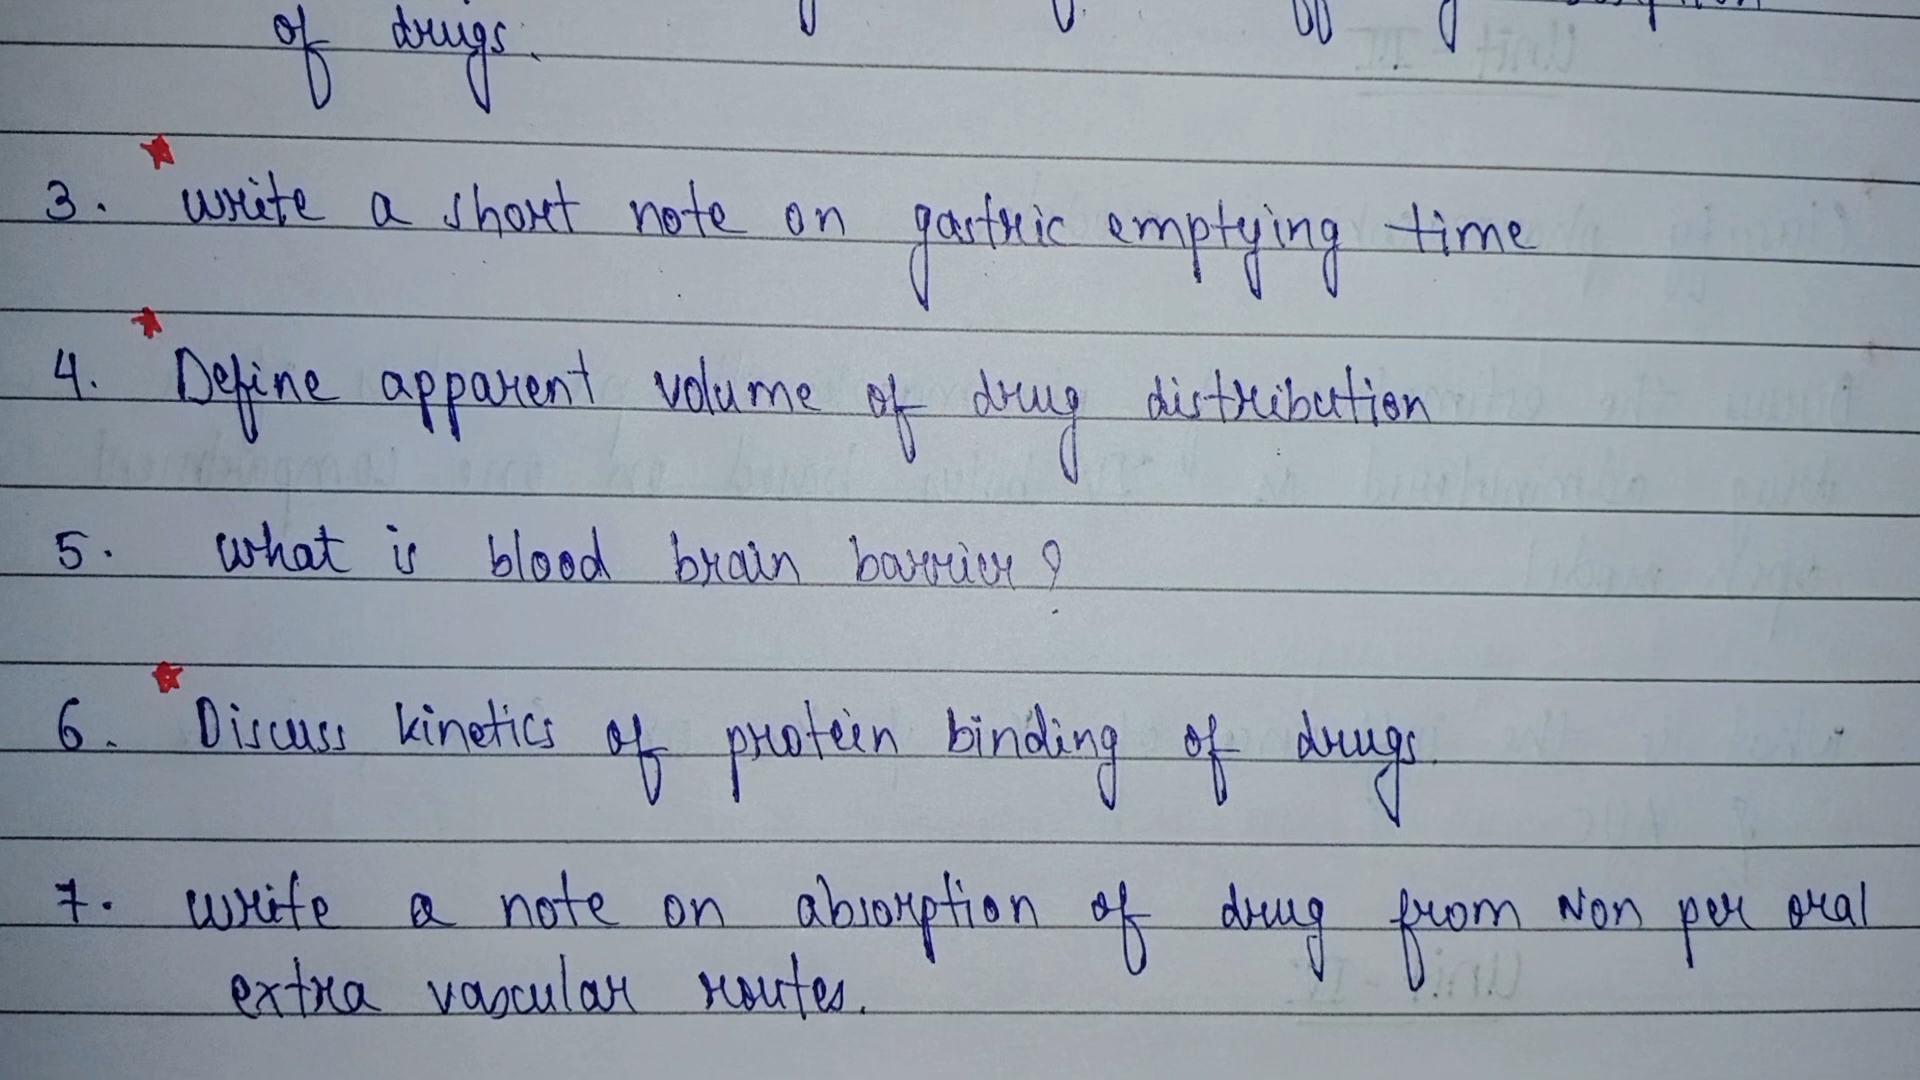 of drugs.
3. write a short note on gastric emptying time
4. Define apparent volume of drug distribution
5. what is blood brain barrier?
6. Discuss kinetics of protein binding of drugs.
7. write a note on absorption of drug from Non per oral
extra vascular routes.